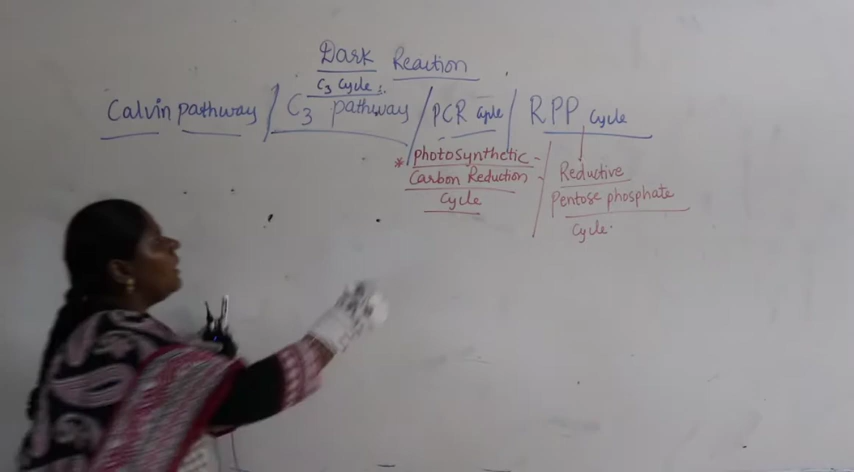 Dark Reaction
C3 Cycle:
Calvin pathway / C3 pathway / PCR Cycle / RPP Cycle
* Photosynthetic - / Reductive
Carbon Reduction - Pentose phosphate
Cycle Cycle.